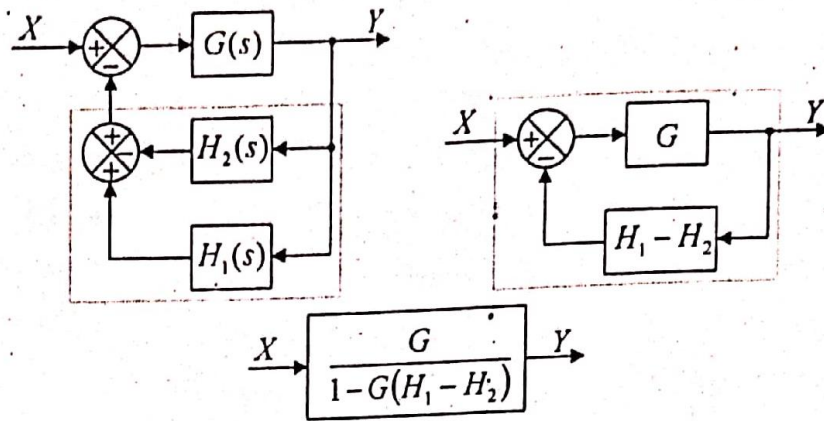 X + − G(s) Y
+ − + H₂(s)
H₁(s)
X + − G Y
H₁ − H₂
X G / 1 − G(H₁ − H₂) Y